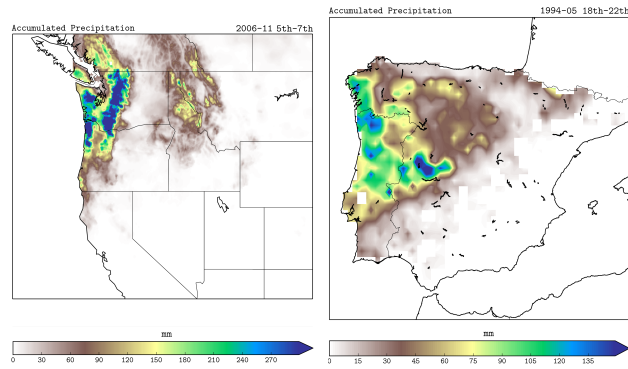 Accumulated Precipitation 2006-11 5th-7th
mm
0 30 60 90 120 150 180 210 240 270
Accumulated Precipitation 1994-05 18th-22th
mm
0 15 30 45 60 75 90 105 120 135